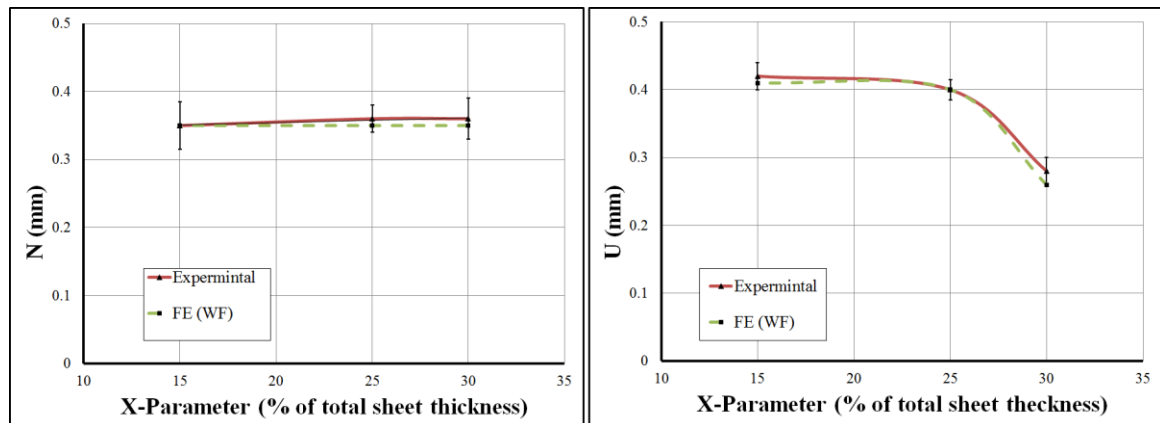 0.5
0.4
0.3
0.2
0.1
0
N (mm)
Expermintal
FE (WF)
10 15 20 25 30 35
X-Parameter (% of total sheet thickness)
0.5
0.4
0.3
0.2
0.1
0
U (mm)
Expermintal
FE (WF)
10 15 20 25 30 35
X-Parameter (% of total sheet theckness)